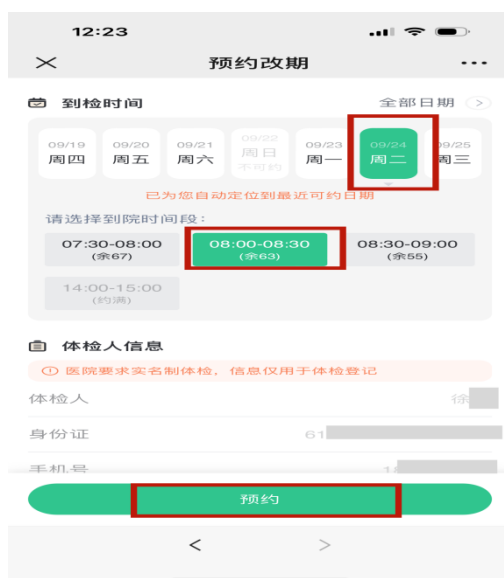 12:23
预约改期
到检时间
全部日期
09/19 09/20 09/21 09/22 09/23 09/24 09/25
周四 周五 周六 周日 周一 周二 周三
不可约
已为您自动定位到最近可约日期
请选择到院时间段:
07:30-08:00 08:00-08:30 08:30-09:00
(余67) (余63) (余55)
14:00-15:00
(约满)
体检人信息
医院要求实名制体检,信息仅用于体检登记
体检人 徐
身份证 61
手机号
预约